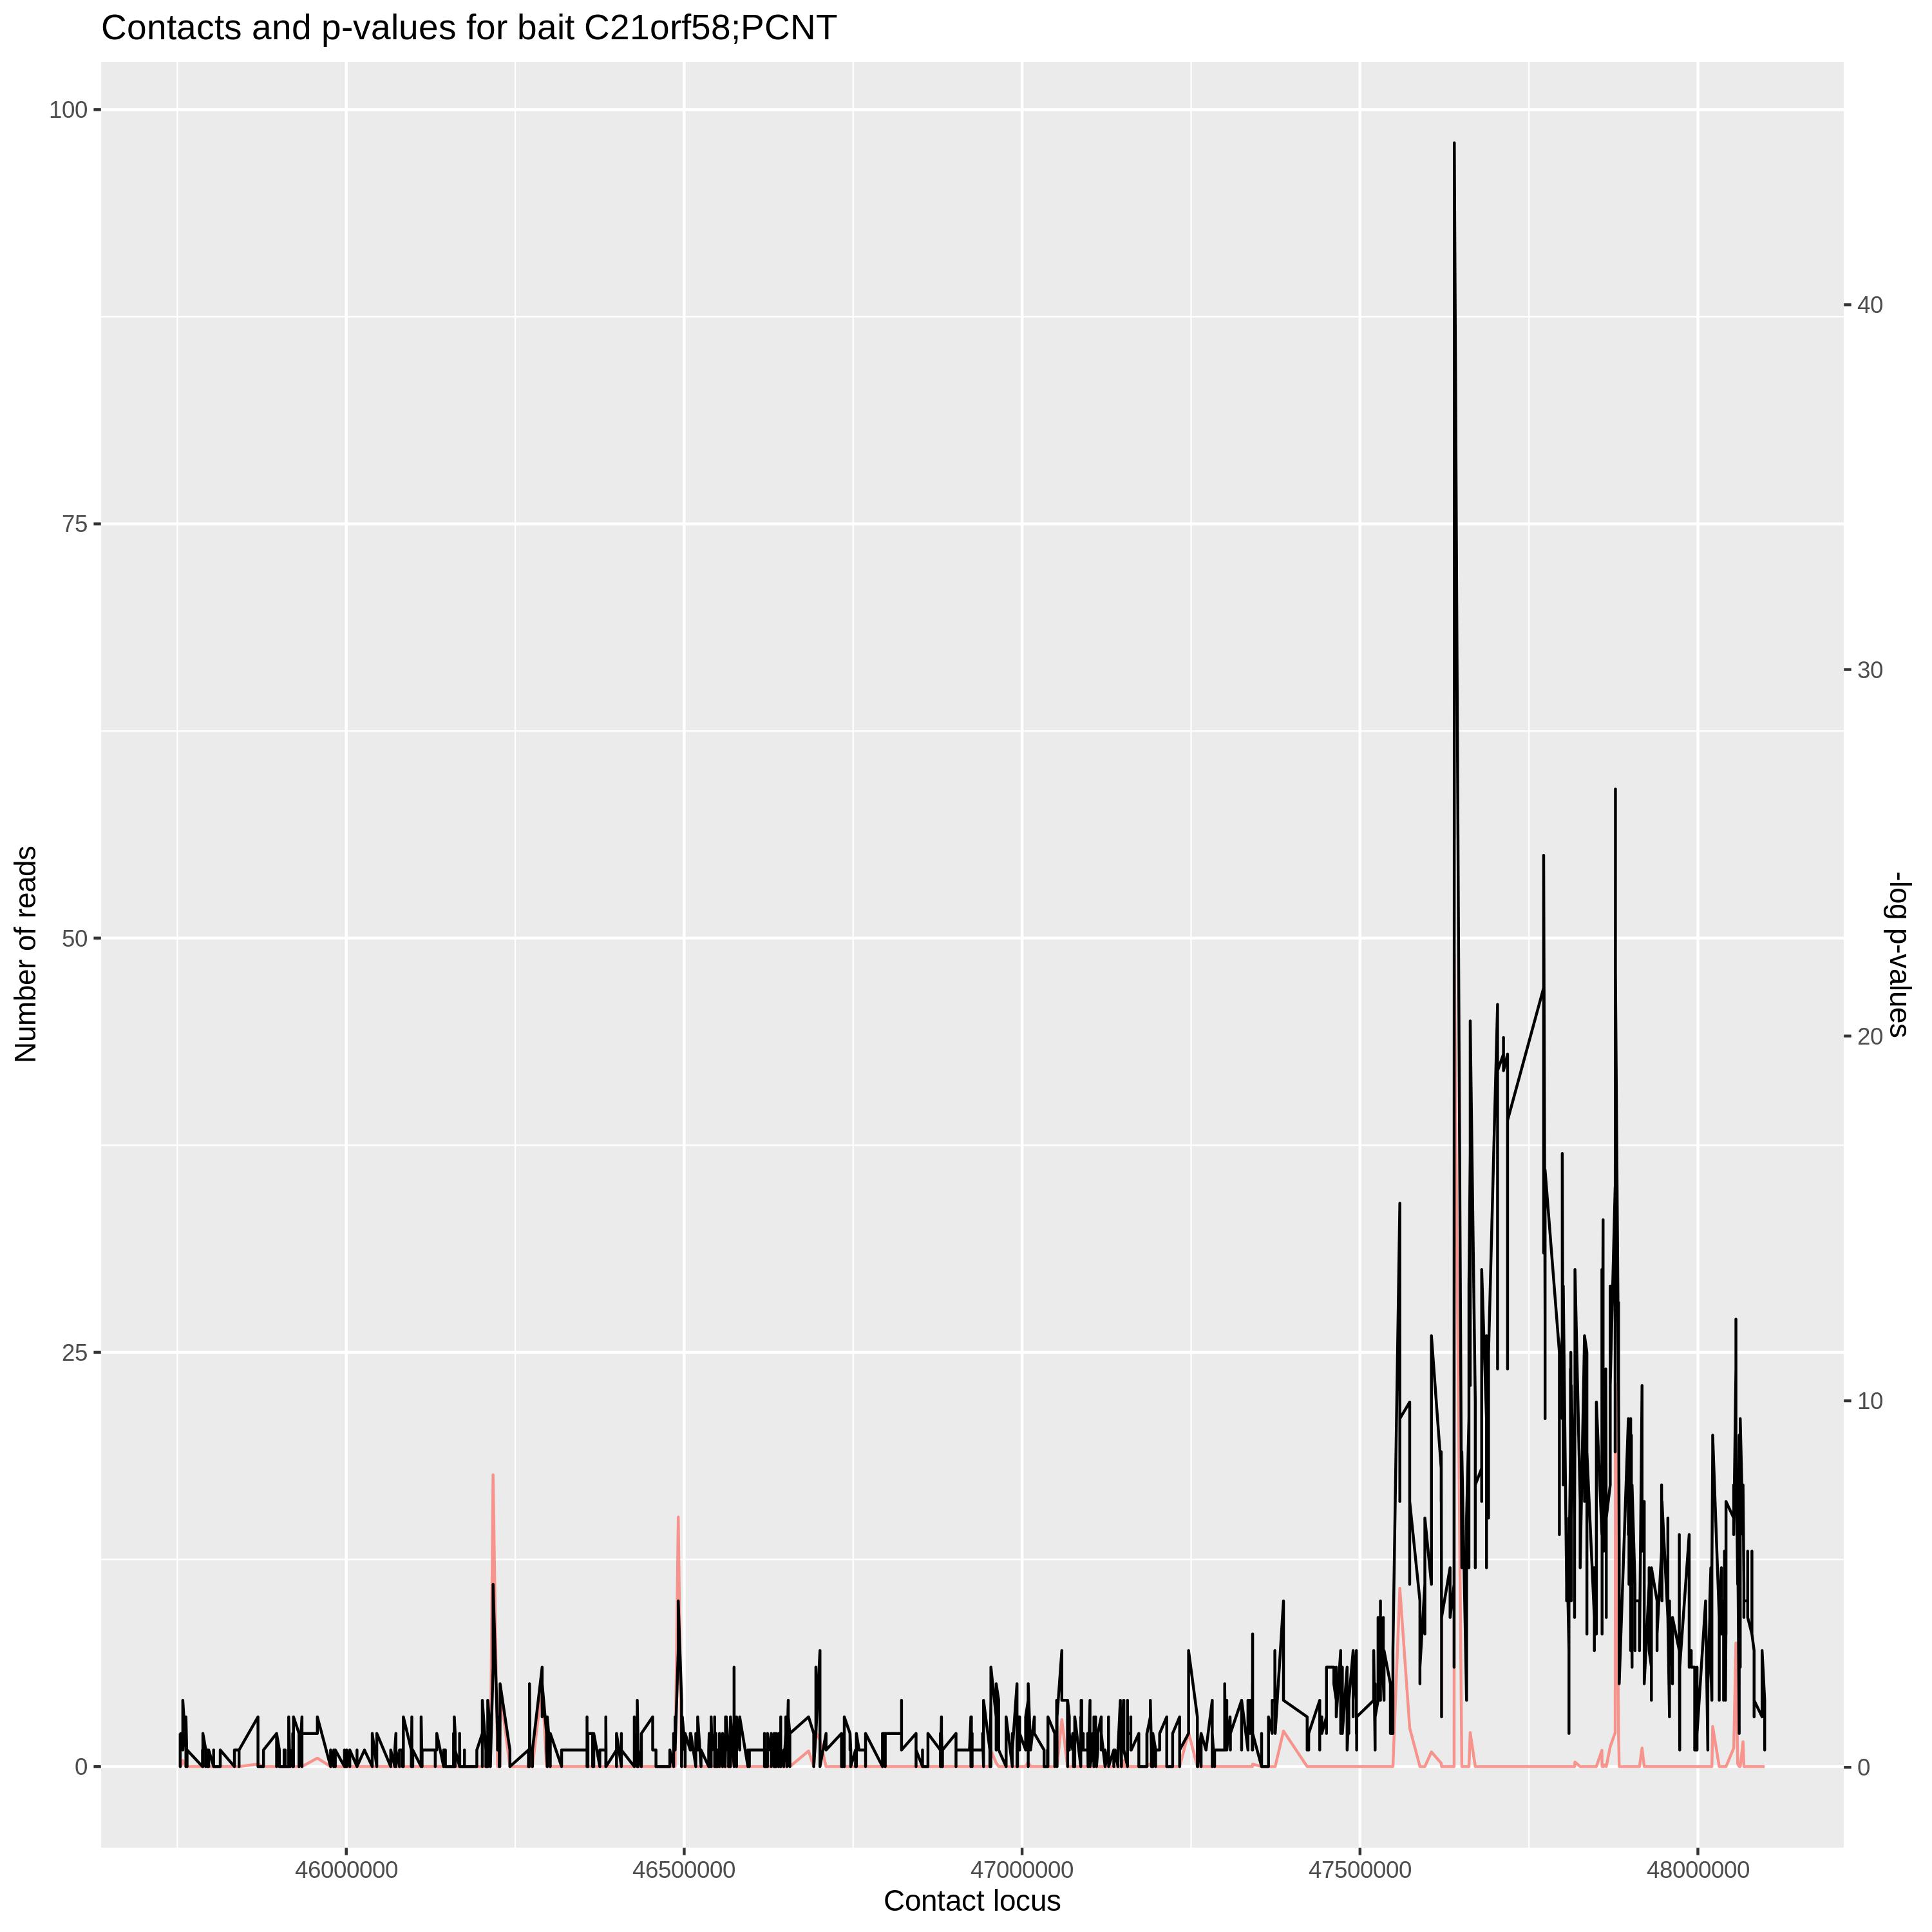 Contacts and p-values for bait C21orf58;PCNT
100
75
50
25
0
Number of reads
40
30
20
10
0
-log p-values
46000000 46500000 47000000 47500000 48000000
Contact locus